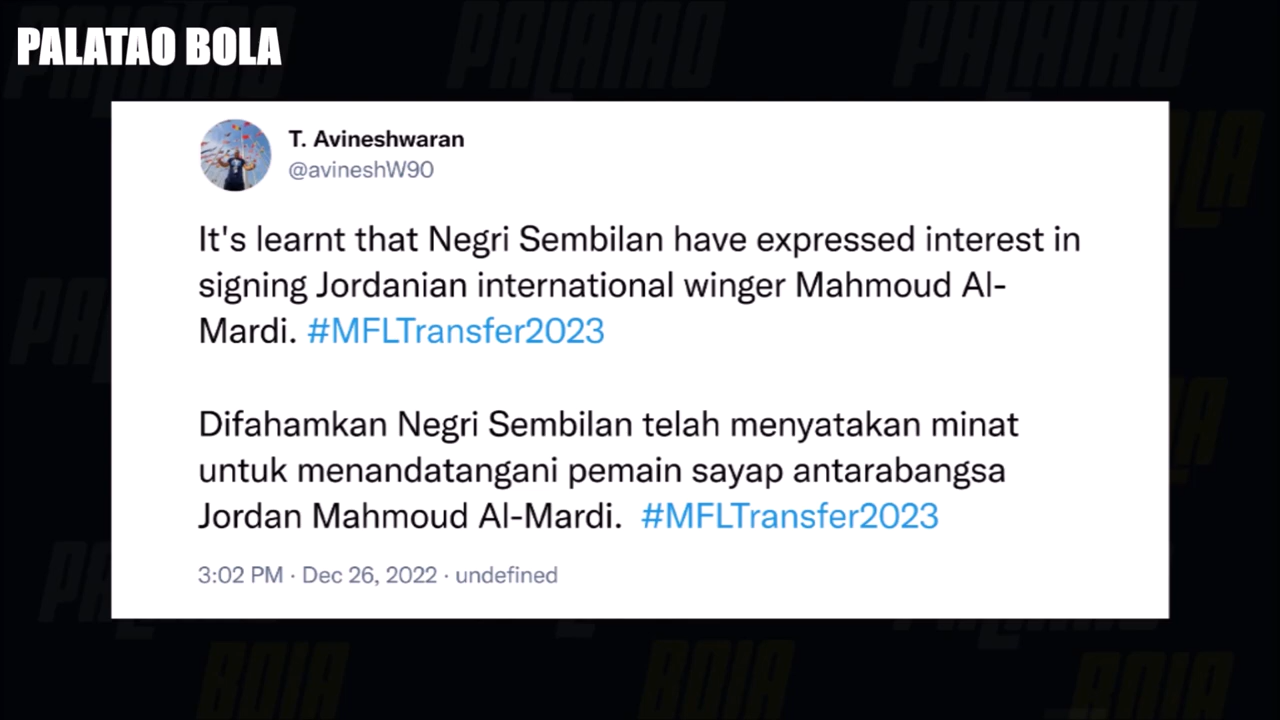 PALATAO BOLA
T. Avineshwaran
@avineshW90
It's learnt that Negri Sembilan have expressed interest in
signing Jordanian international winger Mahmoud Al-
Mardi. #MFLTransfer2023
Difahamkan Negri Sembilan telah menyatakan minat
untuk menandatangani pemain sayap antarabangsa
Jordan Mahmoud Al-Mardi. #MFLTransfer2023
3:02 PM · Dec 26, 2022 · undefined